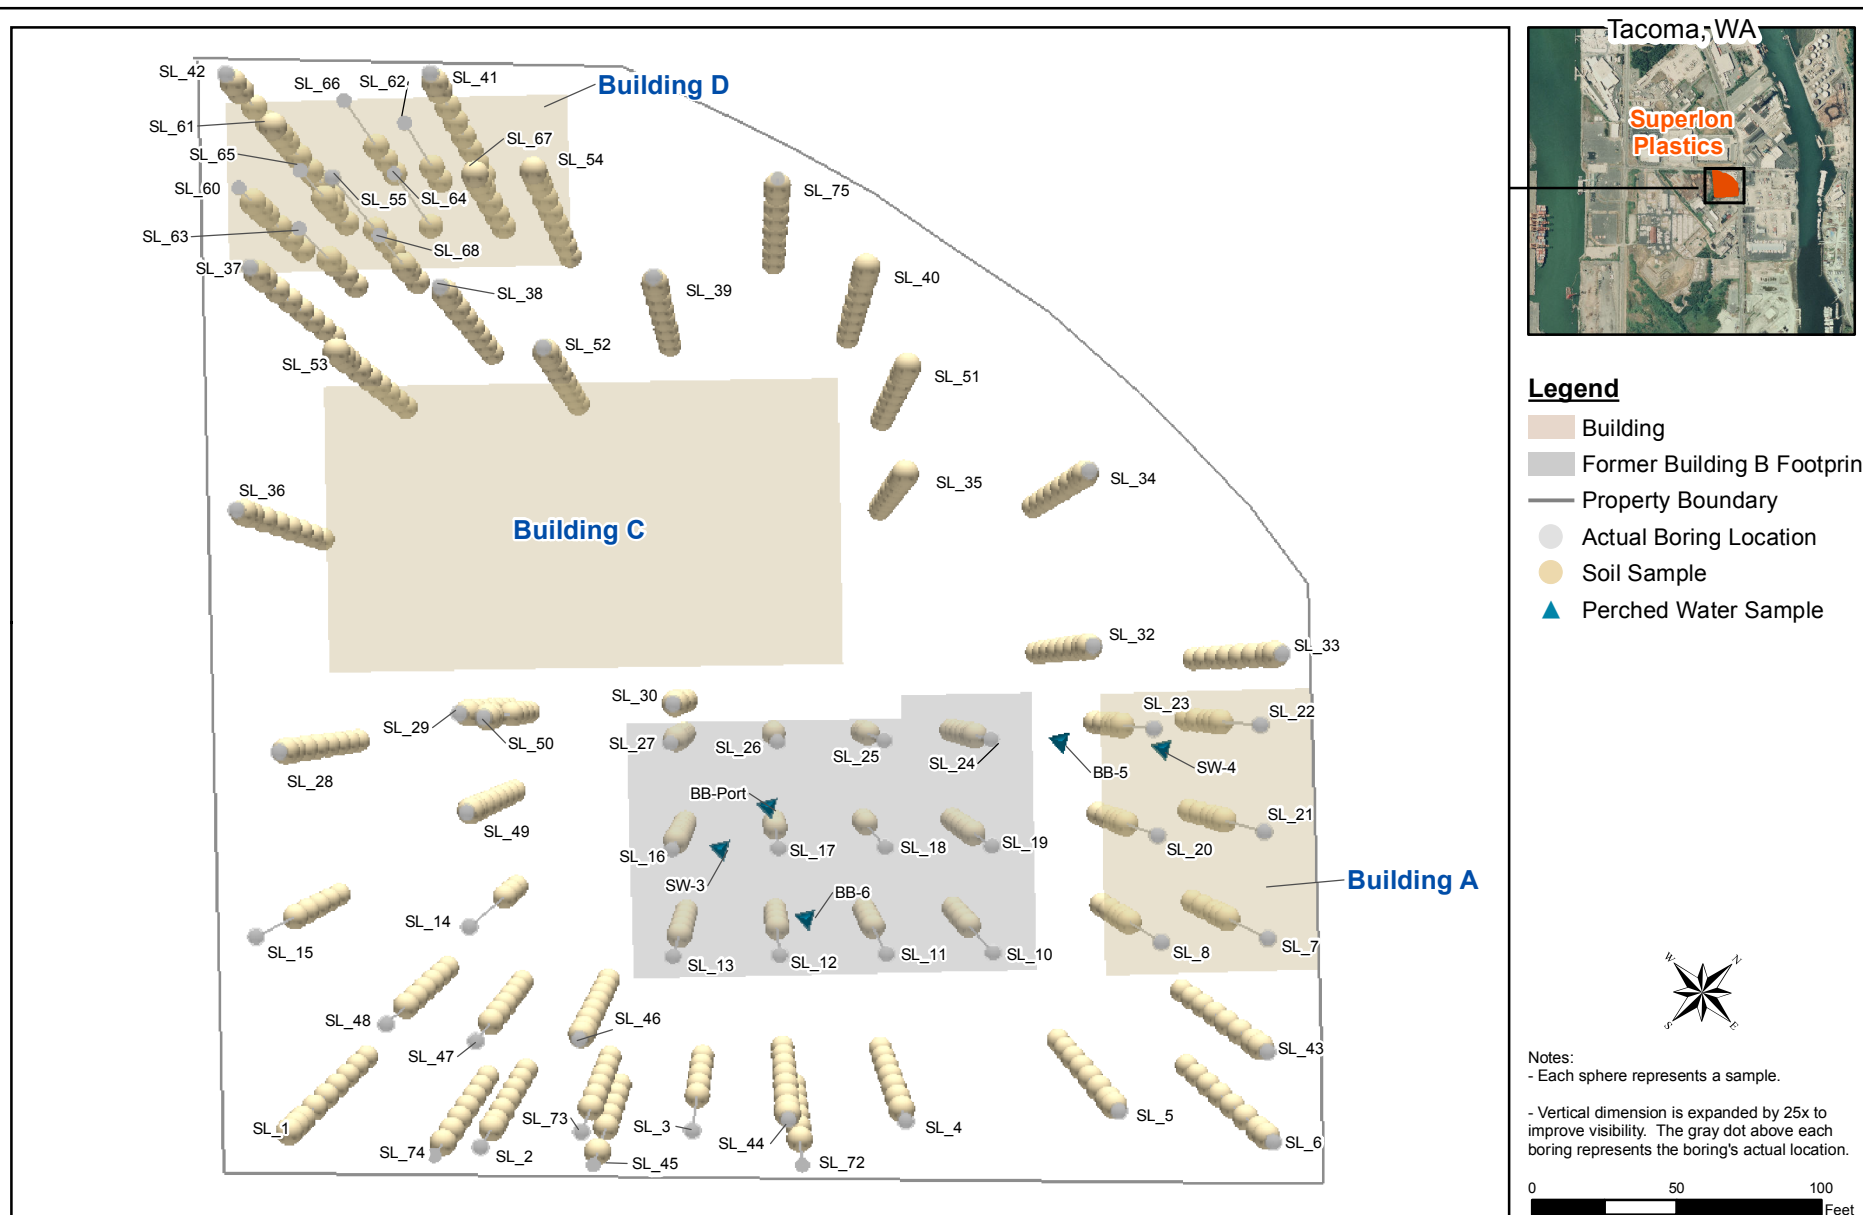 Tacoma, WA
Superlon
Plastics
Legend
Building
Former Building B Footprin
Property Boundary
Actual Boring Location
Soil Sample
Perched Water Sample
W
N
S
E
Notes:
- Each sphere represents a sample.
- Vertical dimension is expanded by 25x to
improve visibility.  The gray dot above each
boring represents the boring's actual location.
0
50
100
Feet
SL_42
SL_66
SL_62
SL_41
Building D
SL_61
SL_67
SL_65
SL_54
SL_60
SL_55
SL_64
SL_75
SL_63
SL_68
SL_37
SL_38
SL_39
SL_40
SL_53
SL_52
SL_51
SL_36
SL_35
SL_34
Building C
SL_32
SL_33
SL_30
SL_29
SL_50
SL_28
SL_27
SL_26
SL_25
SL_24
SL_23
SL_22
BB-5
SW-4
BB-Port
SL_49
SL_16
SL_17
SL_18
SL_19
SL_20
SL_21
SW-3
BB-6
Building A
SL_14
SL_15
SL_13
SL_12
SL_11
SL_10
SL_8
SL_7
SL_48
SL_47
SL_46
SL_43
SL_1
SL_74
SL_2
SL_73
SL_45
SL_3
SL_44
SL_72
SL_4
SL_5
SL_6